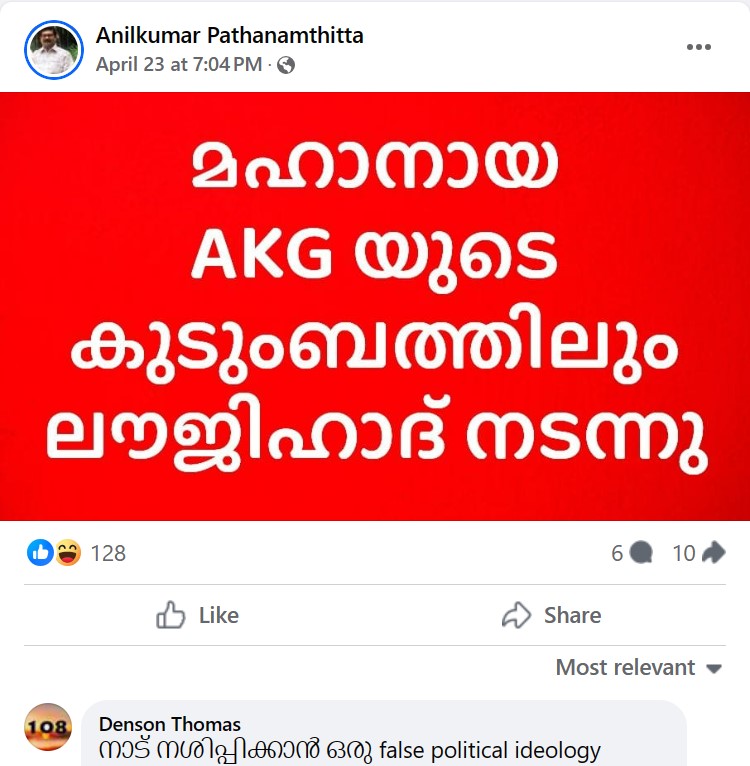 Anilkumar Pathanamthitta
April 23 at 7:04 PM ·
മഹാനായ
AKG യുടെ
കുടുംബത്തിലും
ലൗജിഹാദ് നടന്നു
128
6 10
Like Share
Most relevant
108
Denson Thomas
നാട് നശിപ്പിക്കാൻ ഒരു false political ideology